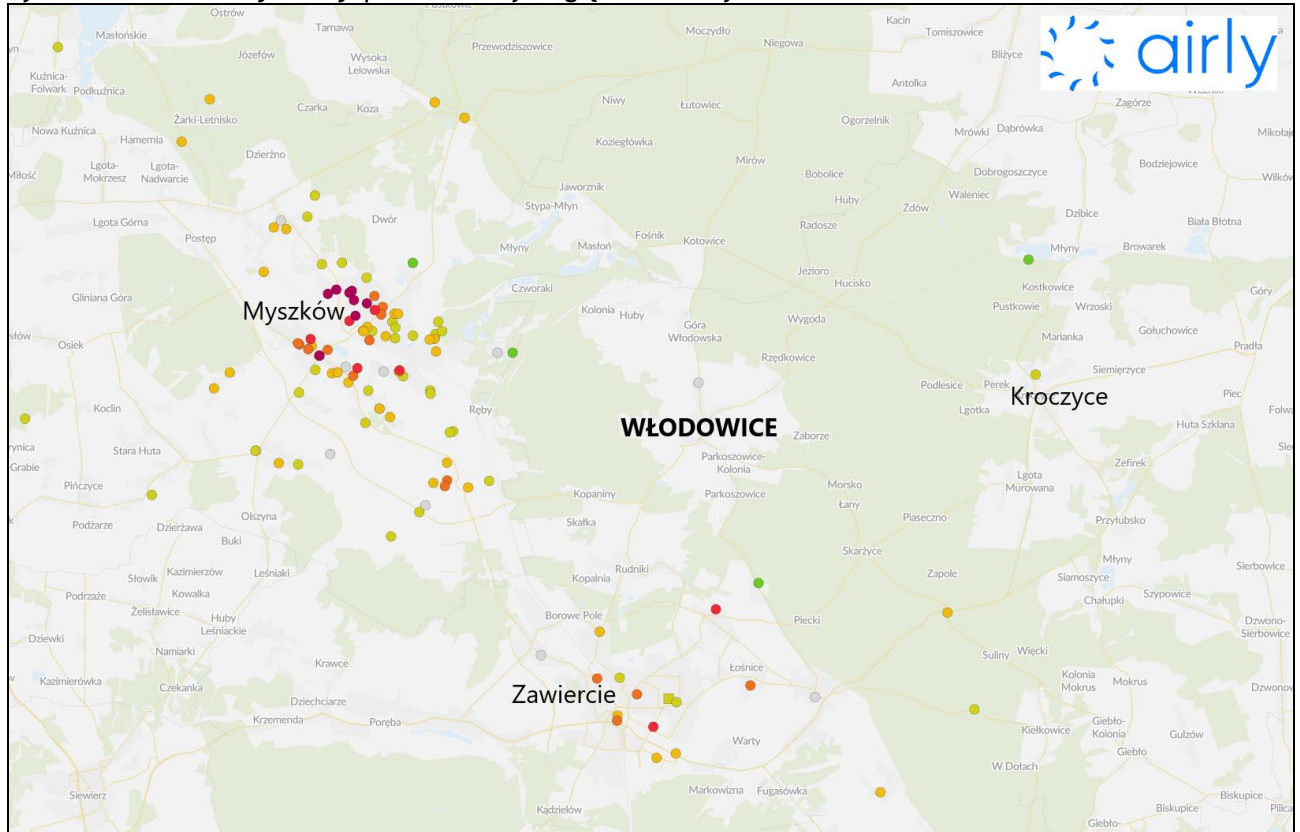 Ostrów
Masłońskie
Tarnawa
Józefów
Wysoka
Lelowska
Przewodziszowice
Moczydło
Niegowa
Kacin
Tomiszowice
Bliżyce
airly
Kuźnica-
Folwark
Podkuźnica
Antolka
Zagórze
Żarki-Letnisko
Czarka
Koza
Niwy
Łutowiec
Ogorzelnik
Nowa Kuźnica
Hamernia
Koziegłówka
Mrówki
Dąbrówka
Dzierżno
Mirów
Bobolice
Lgota-
Mokrzesz
Lgota-
Nadwarcie
Dobrogoszczyce
Bodziejowice
Jaworznik
Stypa-Młyn
Huby
Zdów
Waleniec
Lgota Górna
Dwór
Radosze
Dzibice
Biała Błotna
Postęp
Młyny
Masłoń
Fośnik
Kotowice
Młyny
Browarek
Jezioro
Hucisko
Czworaki
Kostkowice
Góry
Gliniana Góra
Myszków
Kolonia
Huby
Góra
Włodowska
Wygoda
Pustkowie
Wrzoski
Osiek
Marianka
Gołuchowice
Pradła
Rzędkowice
Siemierzyce
Podlesice
Kroczyce
Koclin
Ręby
WŁODOWICE
Lgotka
Piec
Zaborze
Huta Szklana
Stara Huta
Parkoszowice-
Kolonia
Zefirek
Grabie
Pińczyce
Kopaniny
Parkoszowice
Morsko
Łany
Lgota
Murowana
Podżarze
Dzierżawa
Olszyna
Buki
Skałka
Piaseczno
Przyłubsko
Skarżyce
Słowik
Kazimierzów
Leśniaki
Kopalnia
Rudniki
Zapole
Młyny
Siamoszyce
Sierbowice
Podrzaże
Kowalka
Żelisławice
Huby
Leśniackie
Borowe Pole
Piecki
Chałupki
Szypowice
Dziewki
Namiarki
Krawce
Łośnice
Suliny
Więcki
Dzwono-
Sierbowice
Kazimierówka
Czekanka
Zawiercie
Kolonia
Mokrus
Mokrus
Dziechciarze
Krzemenda
Poręba
Warty
Kiełkowice
Giebło-
Kolonia
Giebło
Gulzów
W Dołach
Siewierz
Markowizna
Fugasówka
Kądzielów
Biskupice
Biskupice
Giebło-